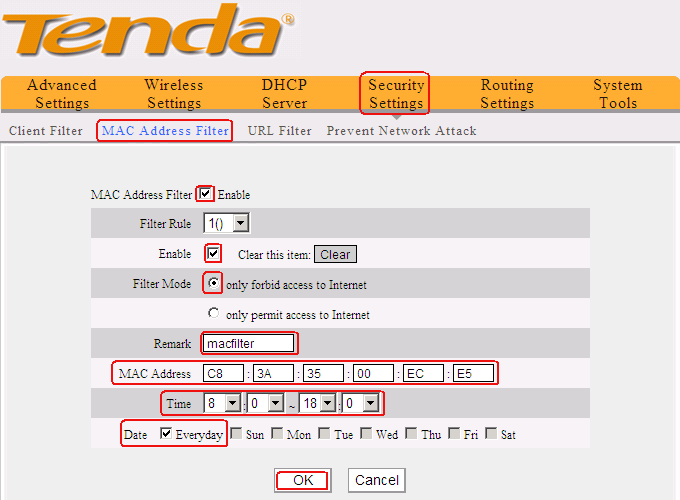 Tenda®
Advanced Settings Wireless Settings DHCP Server Security Settings Routing Settings System Tools
Client Filter MAC Address Filter URL Filter Prevent Network Attack
MAC Address Filter Enable
Filter Rule 1()
Enable Clear this item: Clear
Filter Mode only forbid access to Internet
only permit access to Internet
Remark macfilter
MAC Address C8 : 3A : 35 : 00 : EC : E5
Time 8 : 0 ~ 18 : 0
Date Everyday Sun Mon Tue Wed Thu Fri Sat
OK Cancel